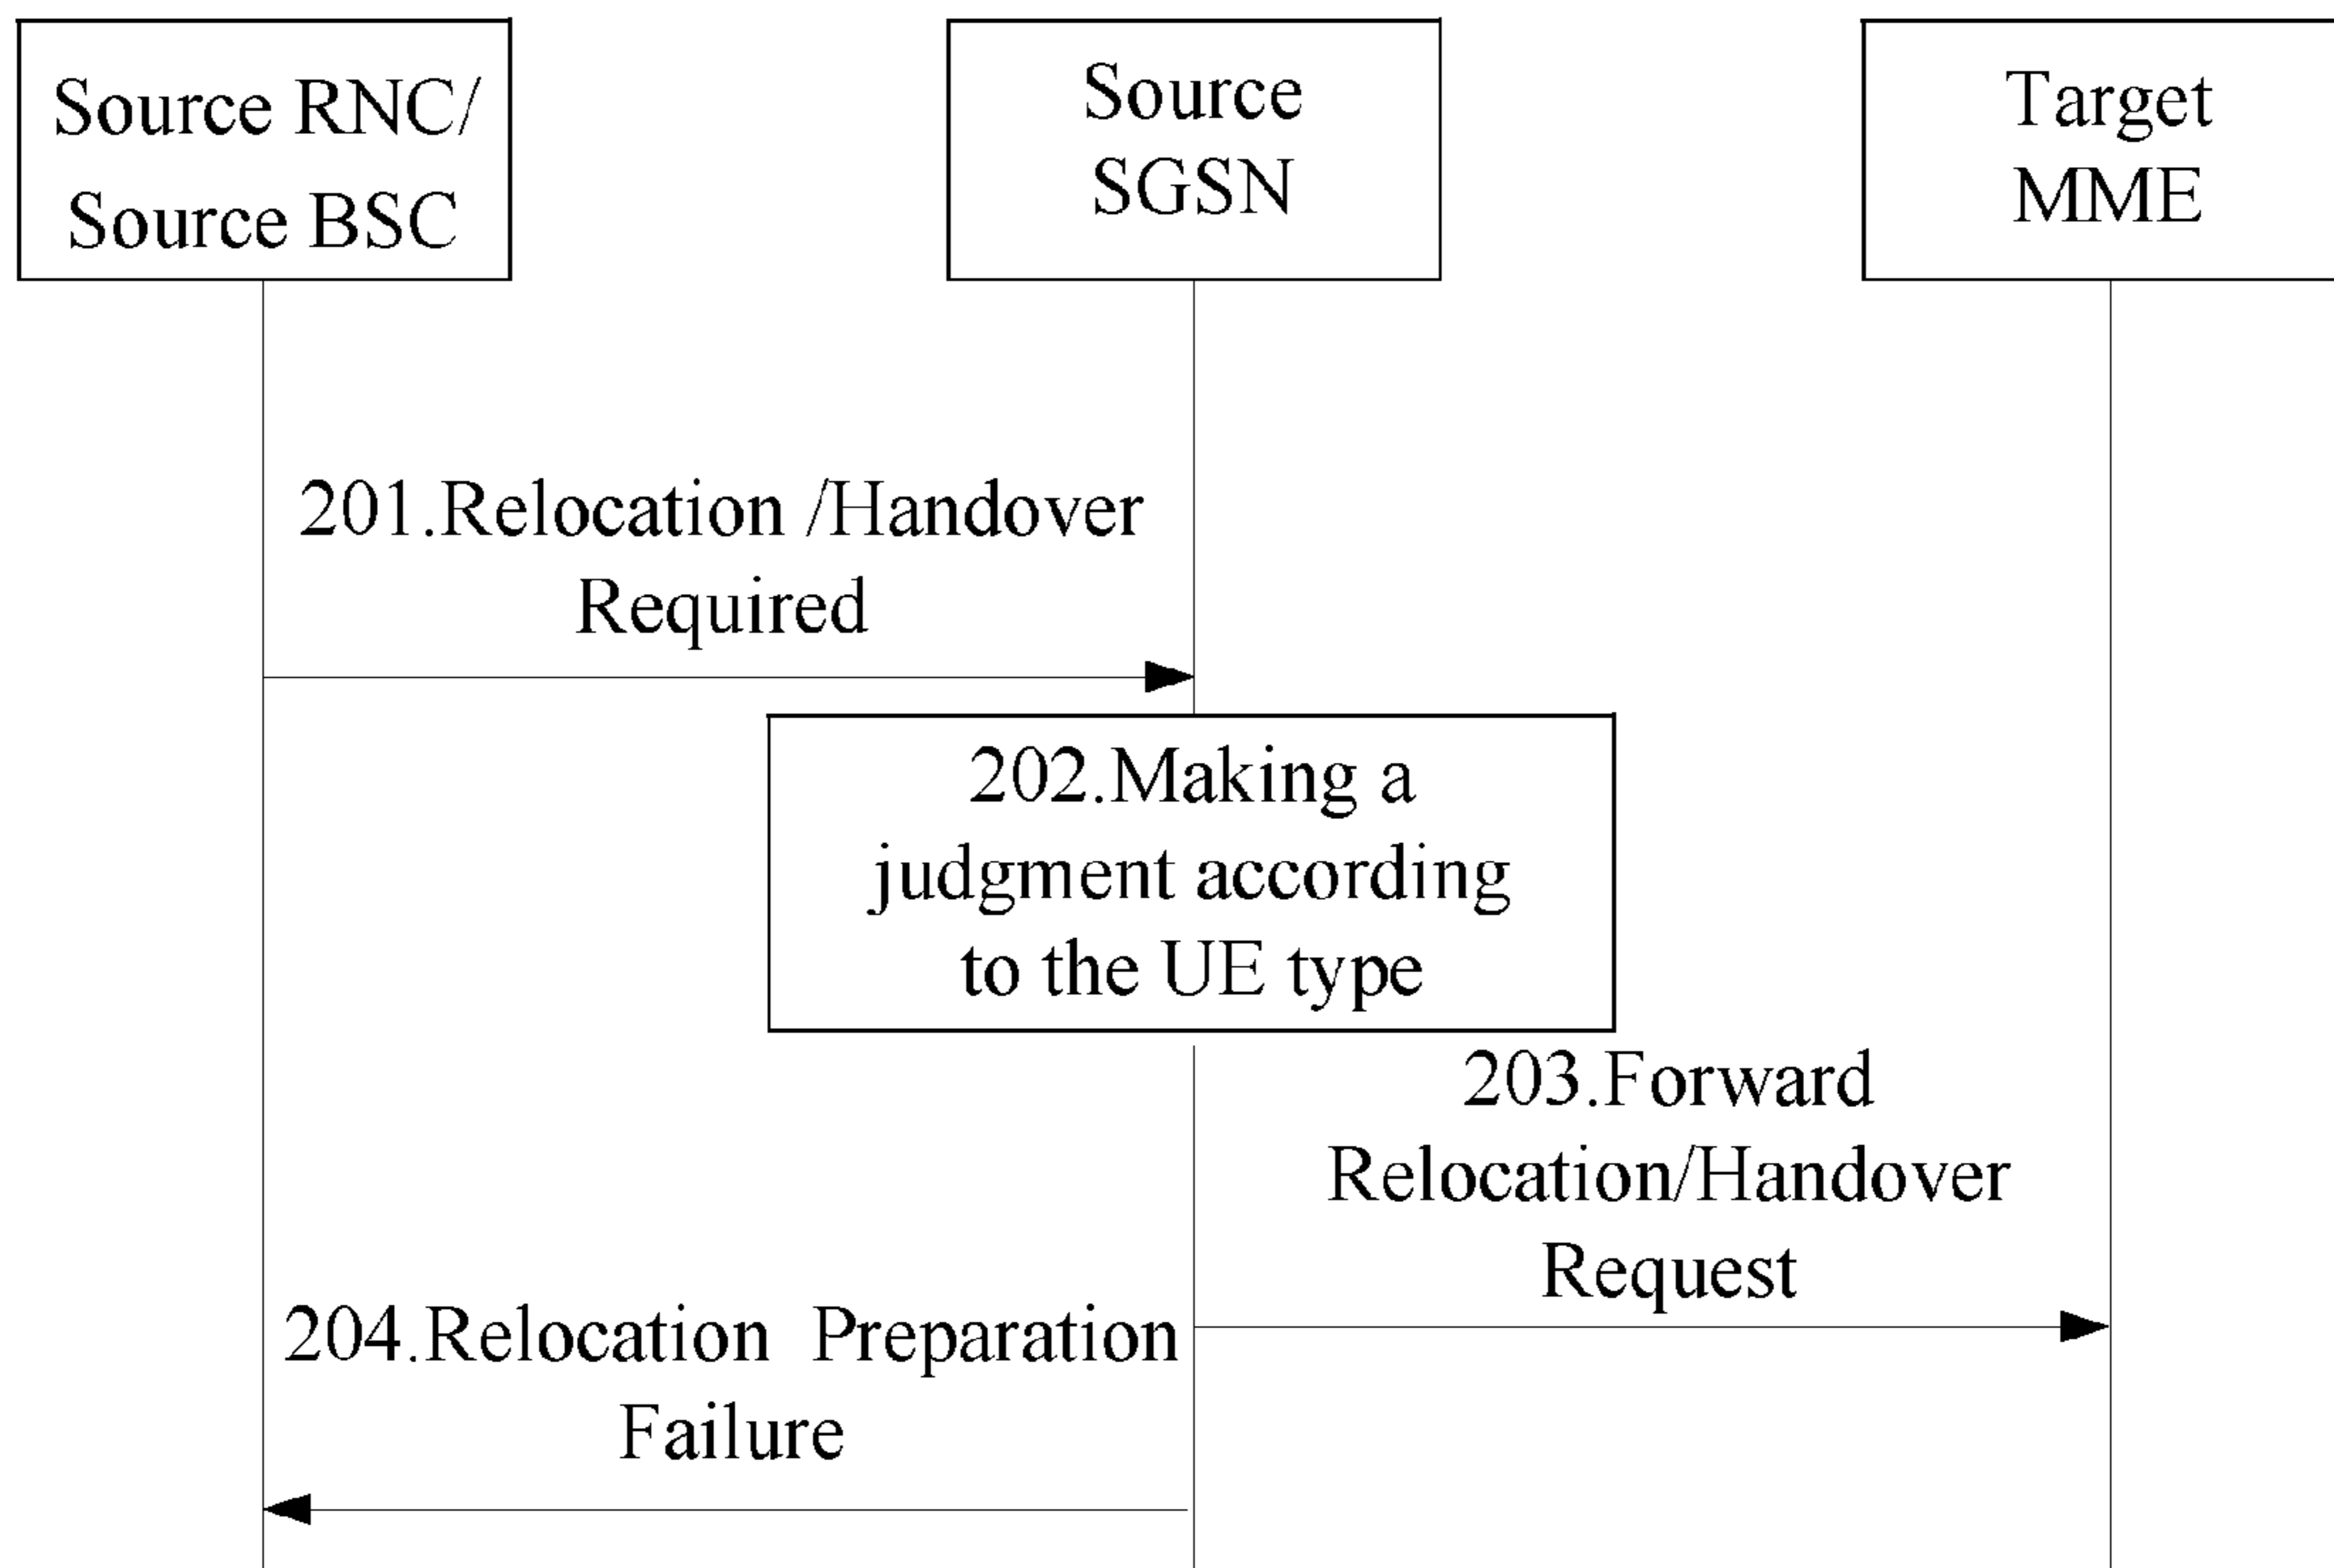 Source RNC/
Source BSC
Source
SGSN
Target
MME
201.Relocation /Handover
Required
202.Making a
judgment according
to the UE type
203.Forward
Relocation/Handover
Request
204.Relocation Preparation
Failure